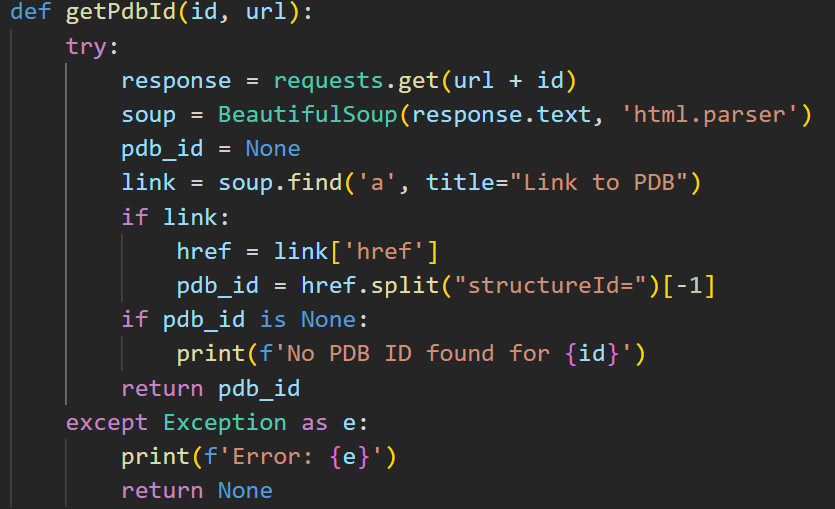 def getPdbId(id, url):
    try:
        response = requests.get(url + id)
        soup = BeautifulSoup(response.text, 'html.parser')
        pdb_id = None
        link = soup.find('a', title="Link to PDB")
        if link:
            href = link['href']
            pdb_id = href.split("structureId=")[-1]
        if pdb_id is None:
            print(f'No PDB ID found for {id}')
        return pdb_id
    except Exception as e:
        print(f'Error: {e}')
        return None